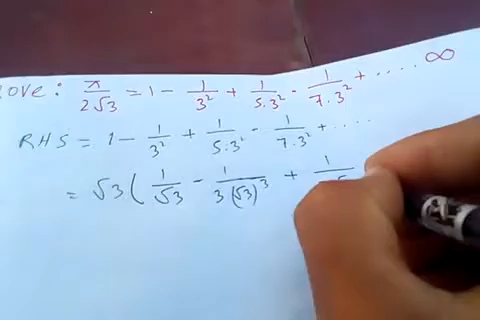 ove: π/2√3 = 1 - 1/3² + 1/5.3² - 1/7.3² + .... ∞
RHS = 1 - 1/3² + 1/5.3² - 1/7.3² + ....
= √3 ( 1/√3 - 1/3(√3)³ + 1/